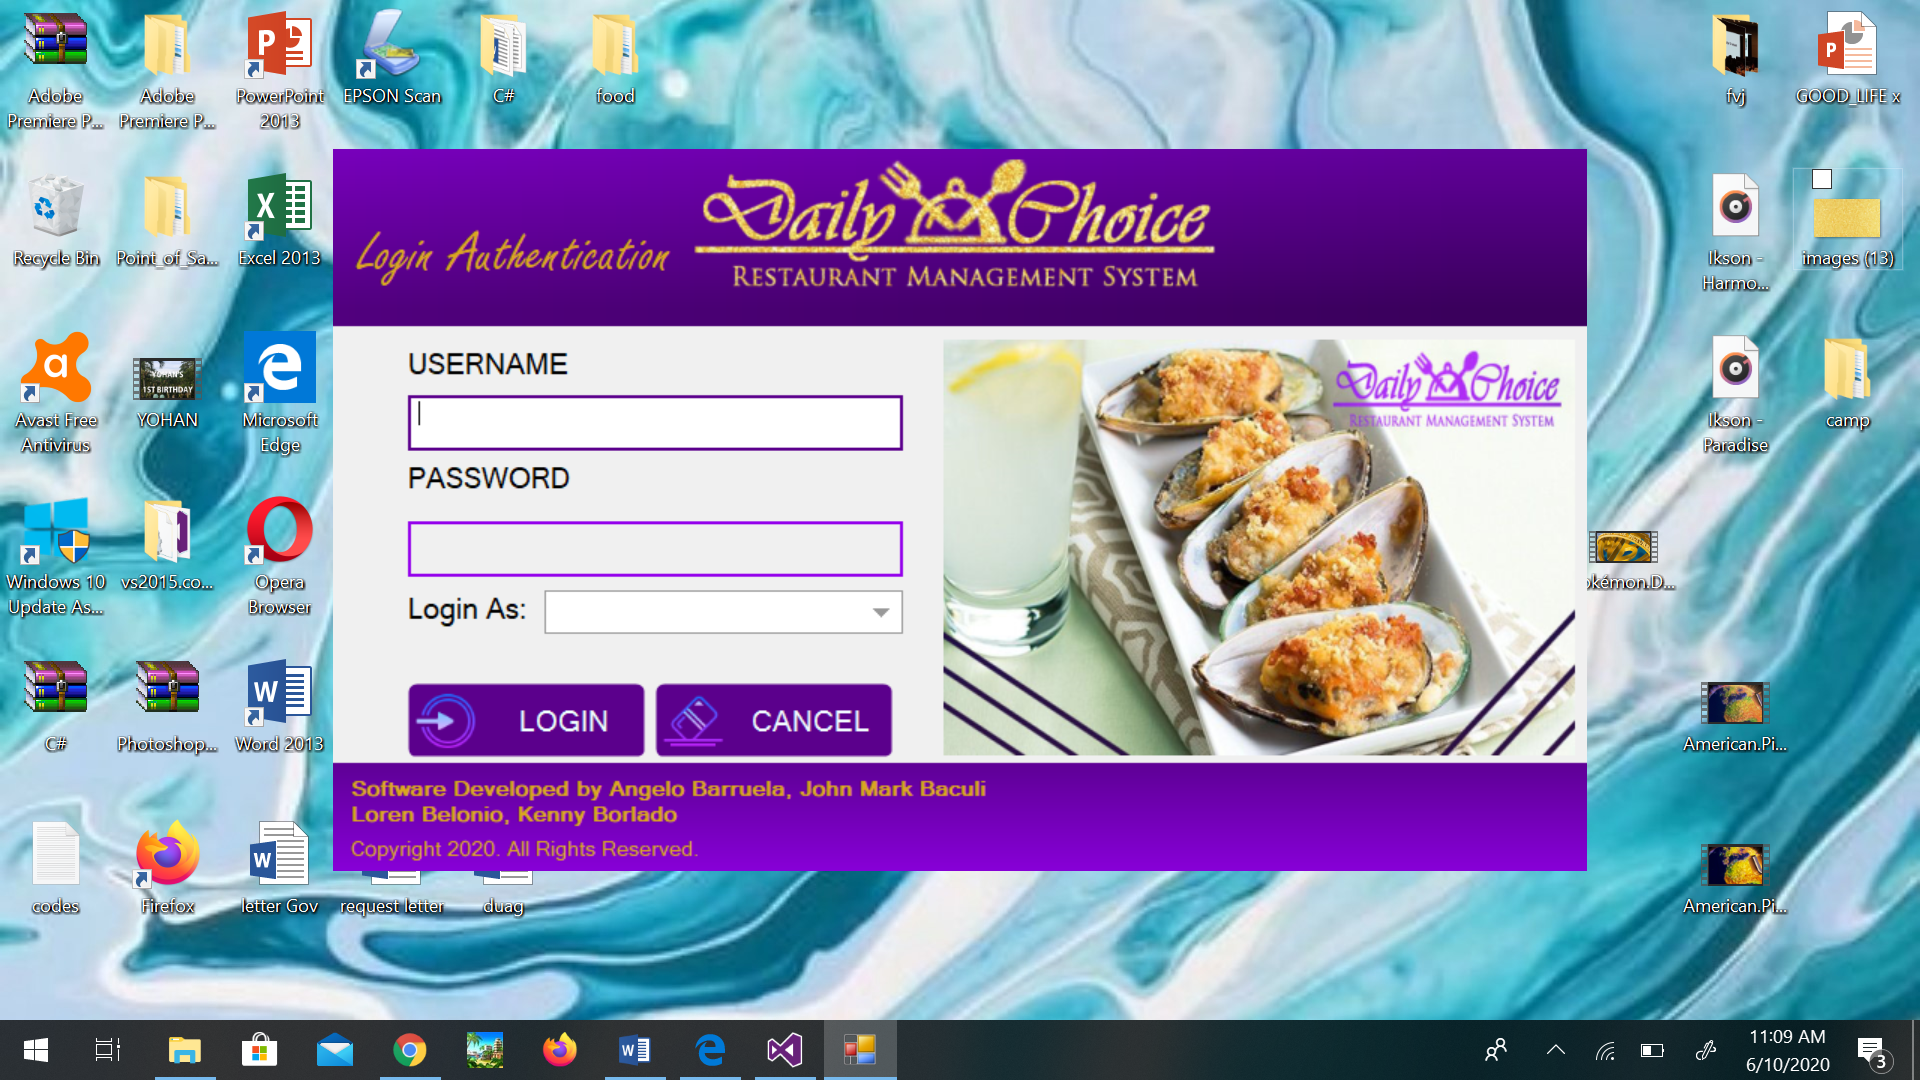 Adobe
Premiere P...
Adobe
Premiere P...
PowerPoint
2013
EPSON Scan
C#
food
fvj
GOOD_LIFE x
Recycle Bin
Point_of_Sa...
Excel 2013
Ikson -
Harmo...
images (13)
Login Authentication
Daily Choice
RESTAURANT MANAGEMENT SYSTEM
Avast Free
Antivirus
YOHAN'S
1ST BIRTHDAY
YOHAN
Microsoft
Edge
Ikson -
Paradise
camp
USERNAME
PASSWORD
Login As:
LOGIN
CANCEL
Daily Choice
RESTAURANT MANAGEMENT SYSTEM
Windows 10
Update As...
vs2015.co...
Opera
Browser
okémon.D...
C#
Photoshop...
Word 2013
American.Pi...
Software Developed by Angelo Barruela, John Mark Baculi
Loren Belonio, Kenny Borlado
Copyright 2020. All Rights Reserved.
codes
Firefox
letter Gov
request letter
duag
American.Pi...
11:09 AM
6/10/2020
3